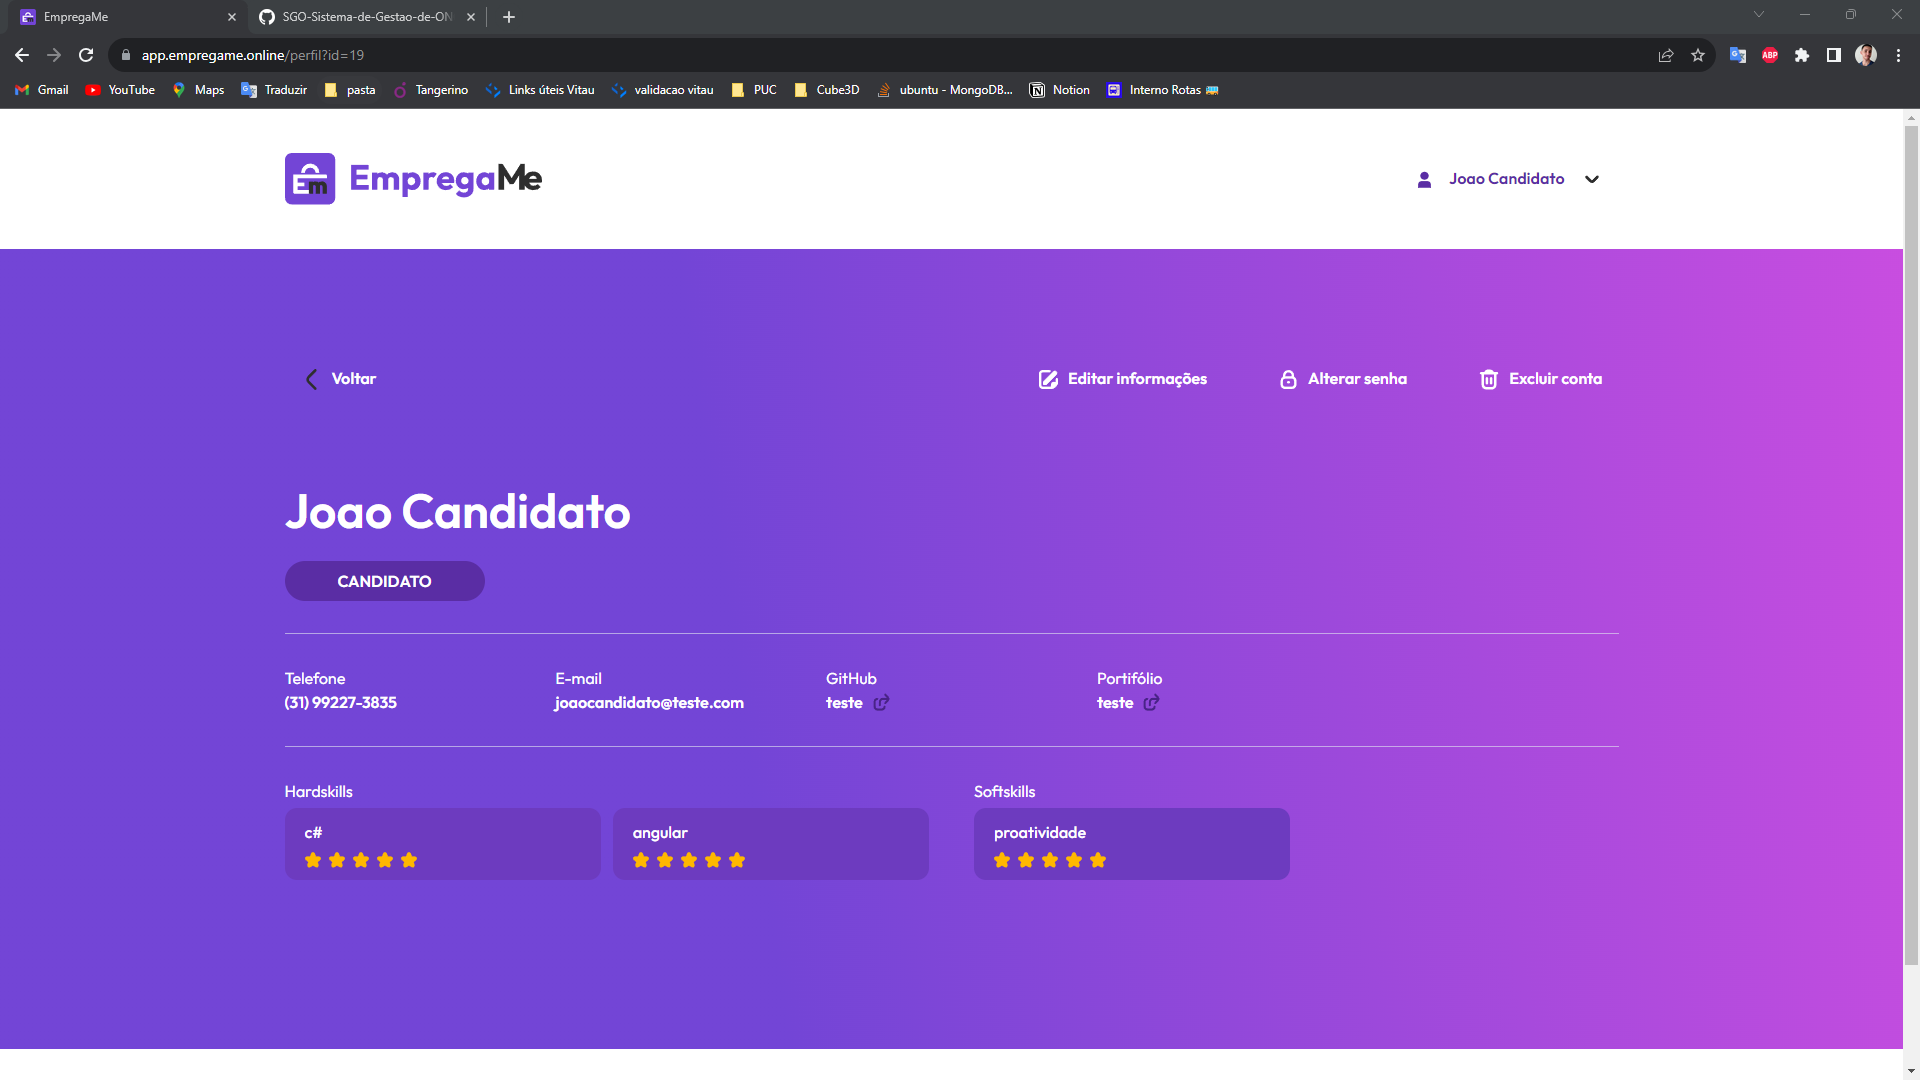 EmpregaMe
SGO-Sistema-de-Gestao-de-ON
app.empregame.online/perfil?id=19
ABP
Gmail YouTube Maps Traduzir pasta Tangerino Links úteis Vitau validacao vitau PUC Cube3D ubuntu - MongoDB... Notion Interno Rotas
Em EmpregaMe
Joao Candidato
Voltar
Editar informações
Alterar senha
Excluir conta
Joao Candidato
CANDIDATO
Telefone
(31) 99227-3835
E-mail
joaocandidato@teste.com
GitHub
teste
Portifólio
teste
Hardskills
c#
angular
Softskills
proatividade